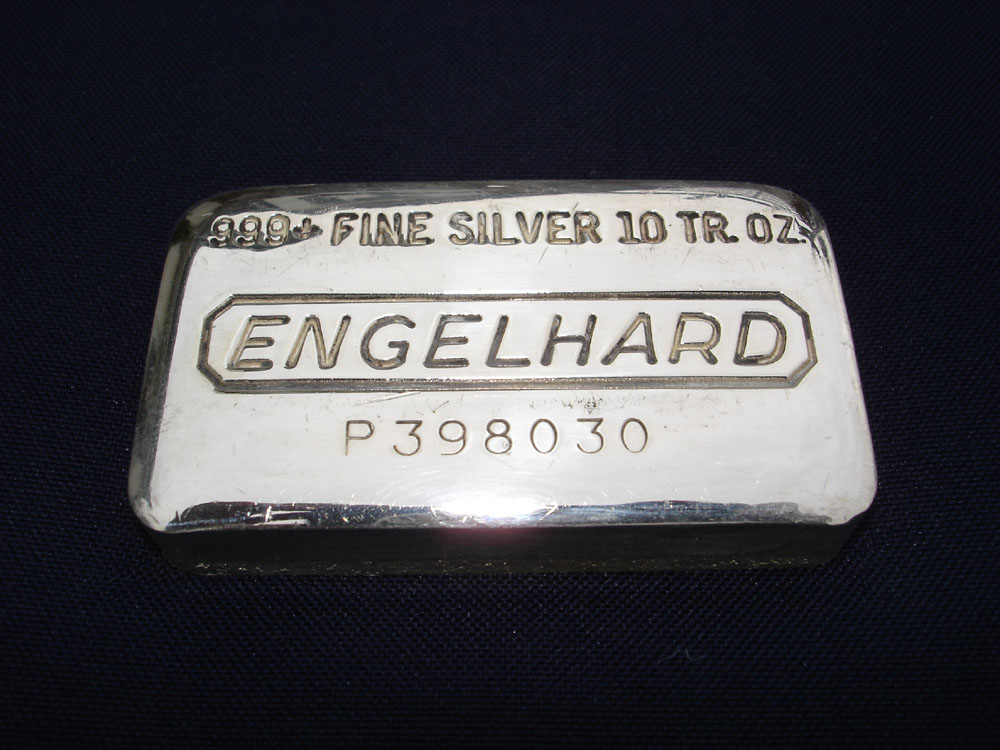 999+ FINE SILVER 10 TR. OZ.
ENGELHARD
P398030